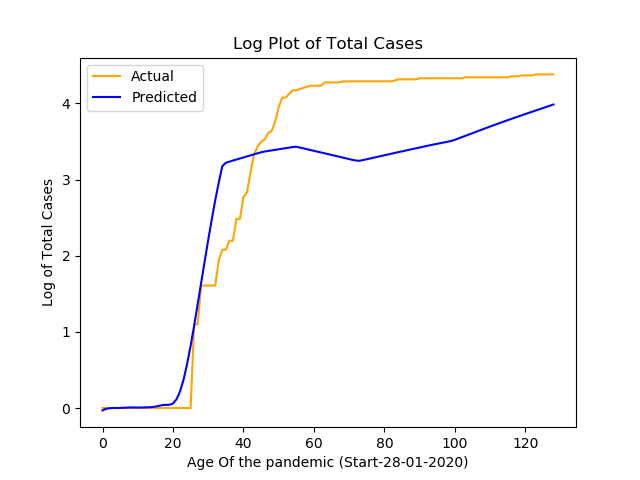 Log Plot of Total Cases
Actual
Predicted
4
3
2
1
0
Log of Total Cases
0 20 40 60 80 100 120
Age Of the pandemic (Start-28-01-2020)